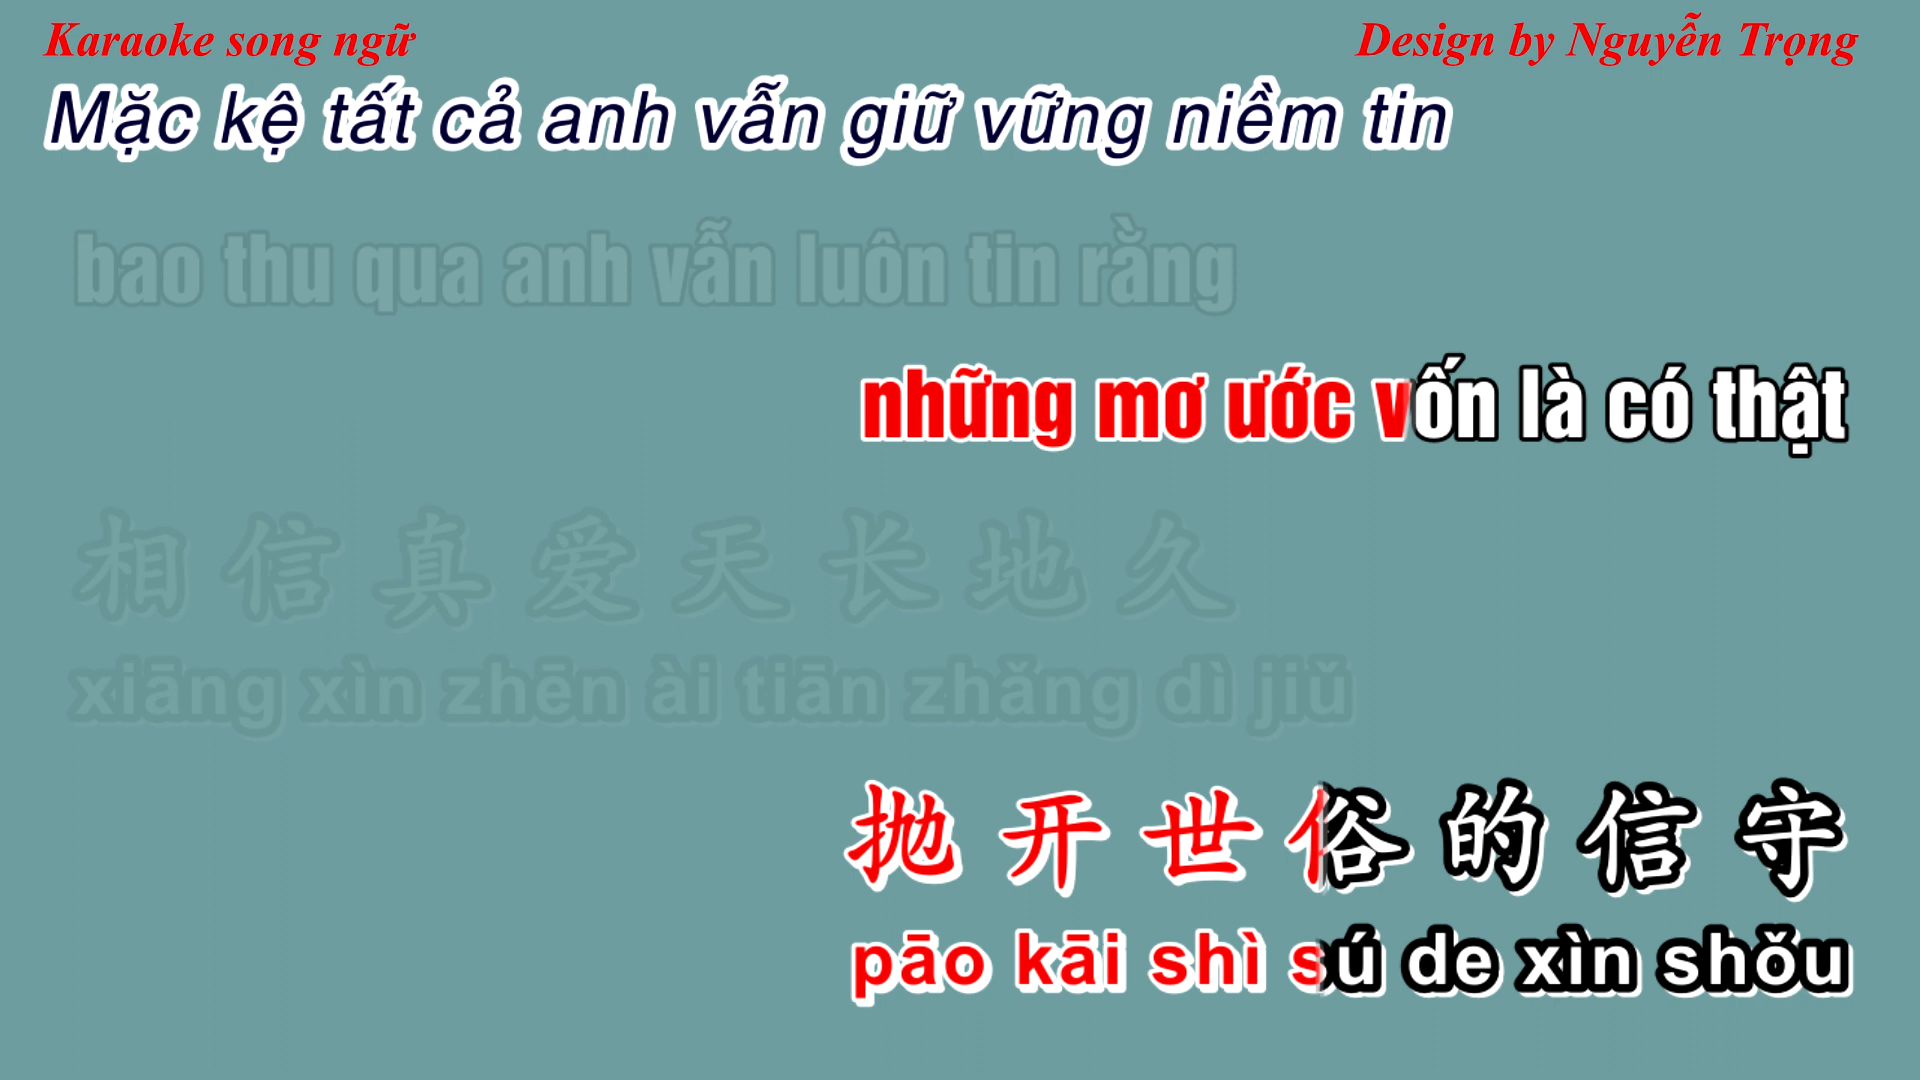 Karaoke song ngữ
Design by Nguyễn Trọng
Mặc kệ tất cả anh vẫn giữ vững niềm tin
bao thu qua anh vẫn luôn tin rằng
những mơ ước vốn là có thật
相信真爱天长地久
xiāng xìn zhēn ài tiān zhǎng dì jiǔ
抛开世俗的信守
pāo kāi shì sú de xìn shǒu